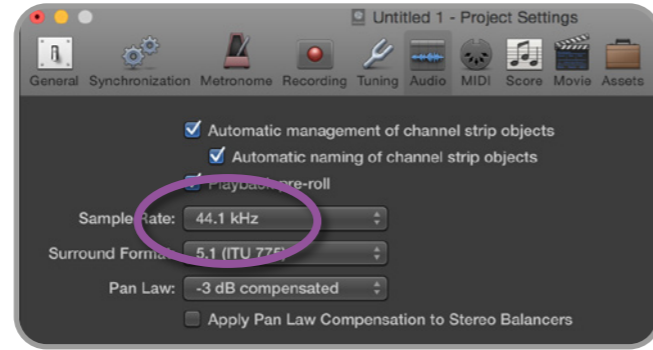 Untitled 1 - Project Settings
General Synchronization Metronome Recording Tuning Audio MIDI Score Movie Assets
Automatic management of channel strip objects
Automatic naming of channel strip objects
Playback pre-roll
Sample Rate: 44.1 kHz
Surround Format: 5.1 (ITU 775)
Pan Law: -3 dB compensated
Apply Pan Law Compensation to Stereo Balancers